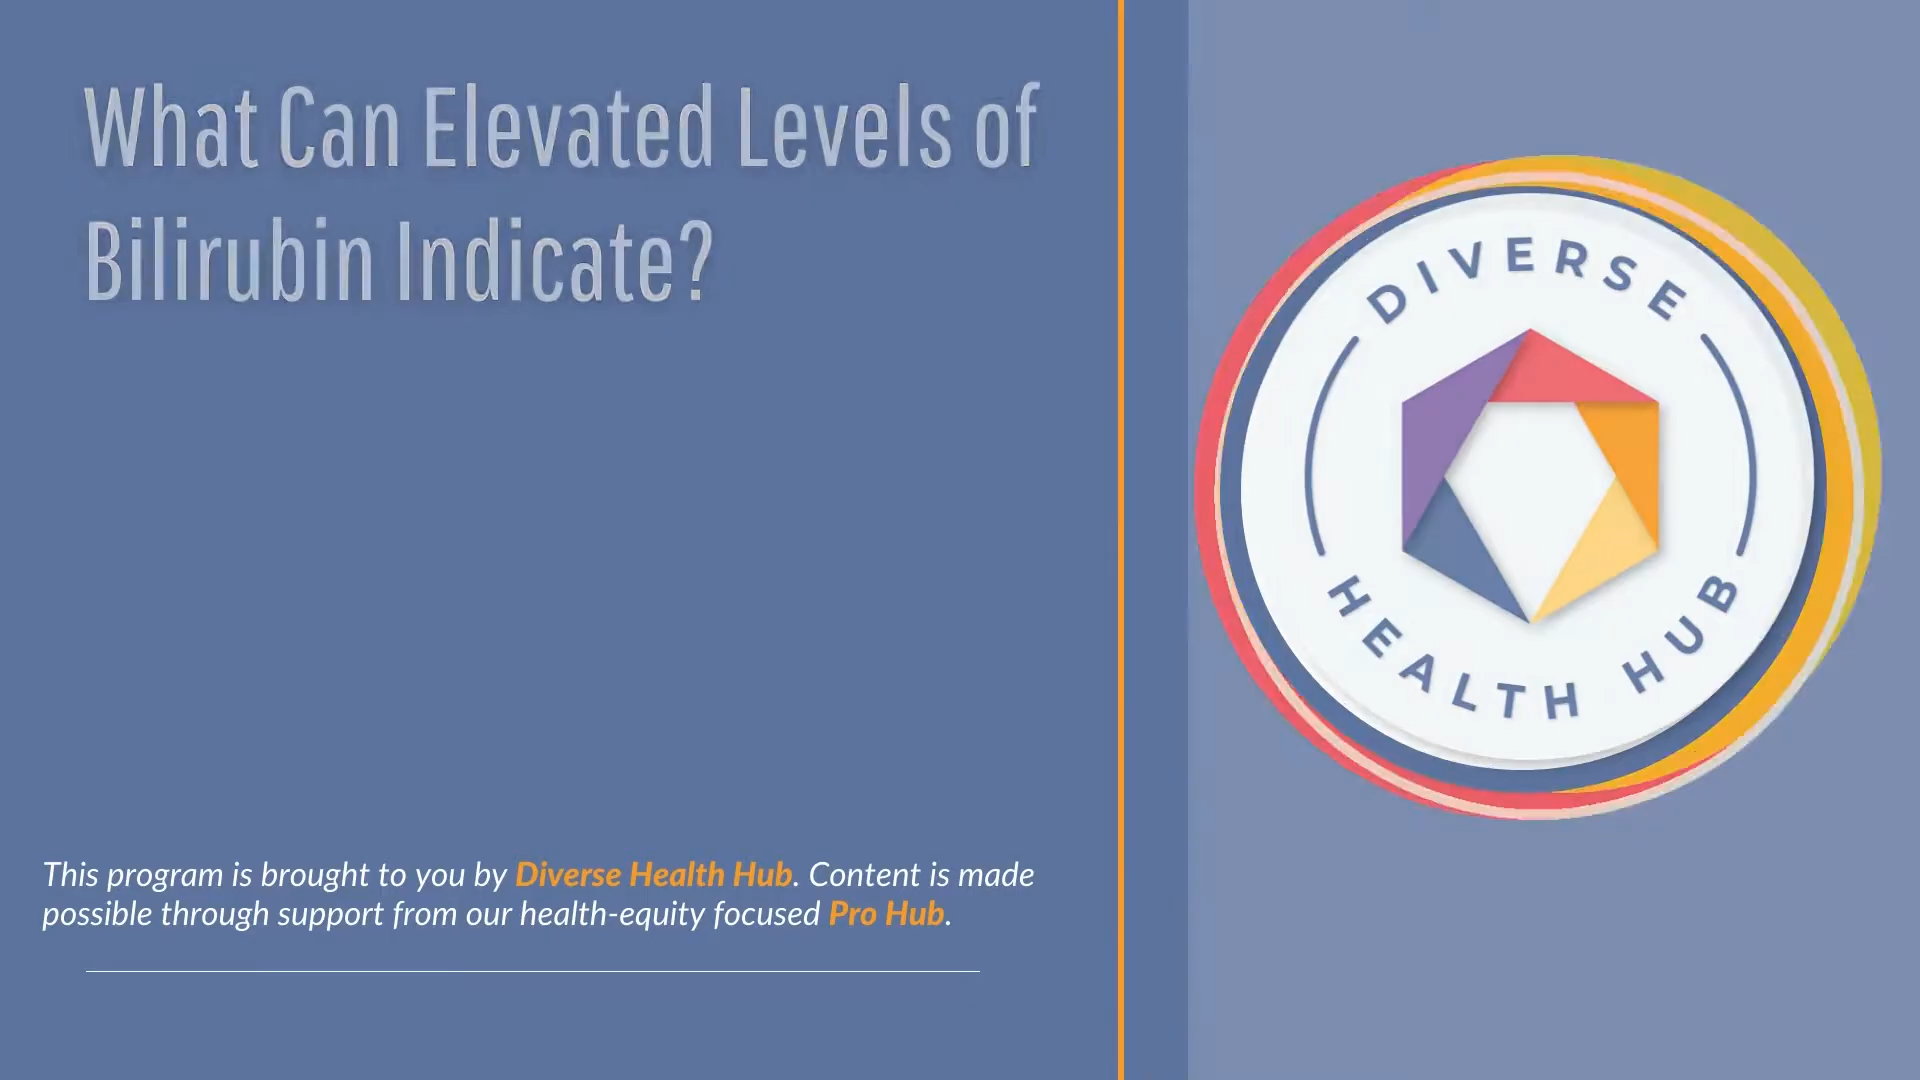 What Can Elevated Levels of
Bilirubin Indicate?
DIVERSE
HEALTH HUB
This program is brought to you by Diverse Health Hub. Content is made
possible through support from our health-equity focused Pro Hub.